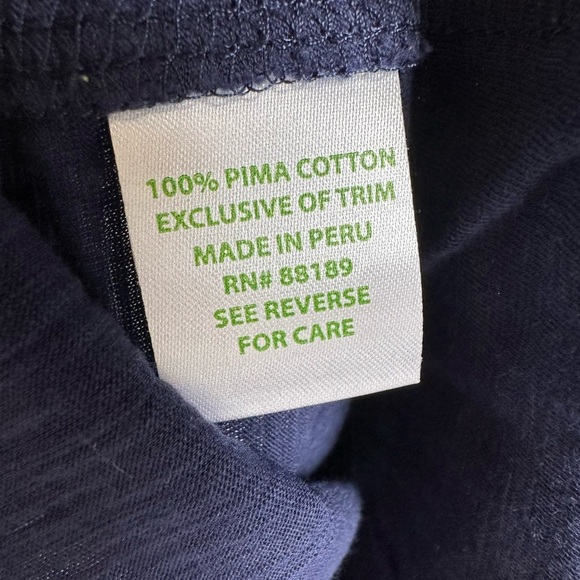 100% PIMA COTTON
EXCLUSIVE OF TRIM
MADE IN PERU
RN# 88189
SEE REVERSE
FOR CARE